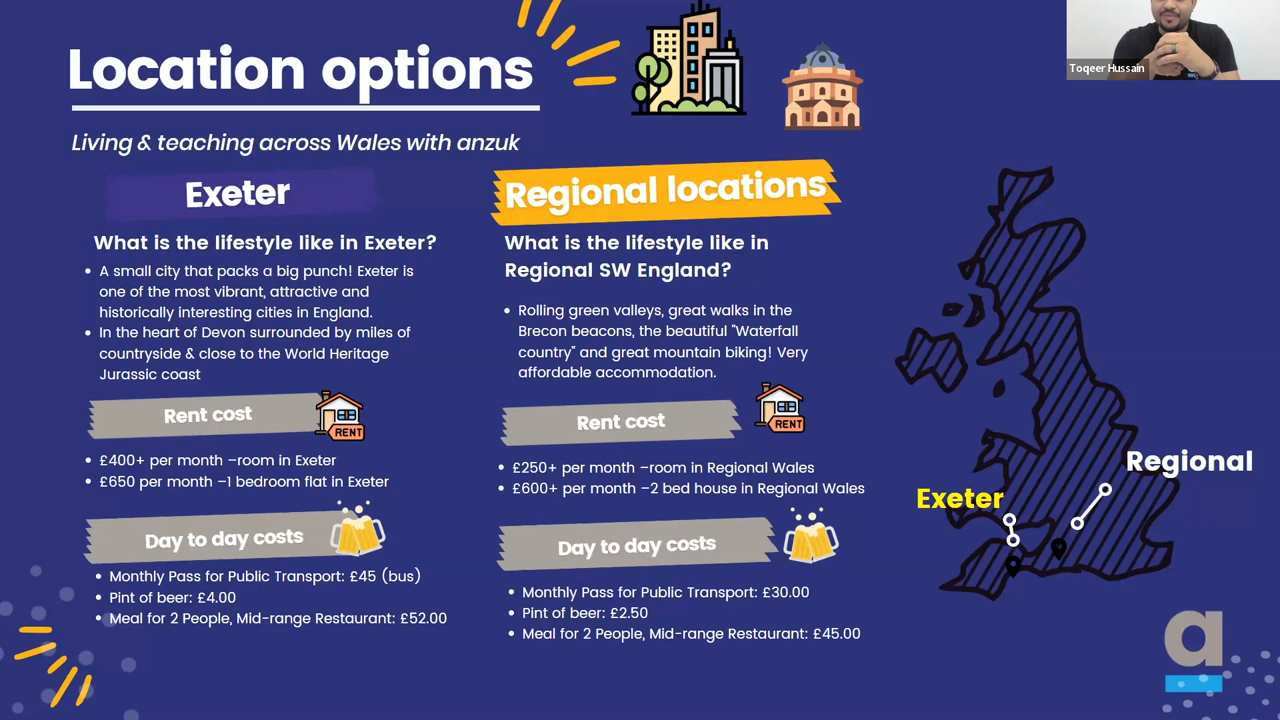 Location options
Toqeer Hussain
Living & teaching across Wales with anzuk
Exeter
What is the lifestyle like in Exeter?
• A small city that packs a big punch! Exeter is
one of the most vibrant, attractive and
historically interesting cities in England.
• In the heart of Devon surrounded by miles of
countryside & close to the World Heritage
Jurassic coast
Rent cost
RENT
• £400+ per month –room in Exeter
• £650 per month –1 bedroom flat in Exeter
Day to day costs
• Monthly Pass for Public Transport: £45 (bus)
• Pint of beer: £4.00
• Meal for 2 People, Mid-range Restaurant: £52.00
Regional locations
What is the lifestyle like in
Regional SW England?
• Rolling green valleys, great walks in the
Brecon beacons, the beautiful "Waterfall
country" and great mountain biking! Very
affordable accommodation.
Rent cost
RENT
• £250+ per month –room in Regional Wales
• £600+ per month –2 bed house in Regional Wales
Day to day costs
• Monthly Pass for Public Transport: £30.00
• Pint of beer: £2.50
• Meal for 2 People, Mid-range Restaurant: £45.00
Regional
Exeter
a